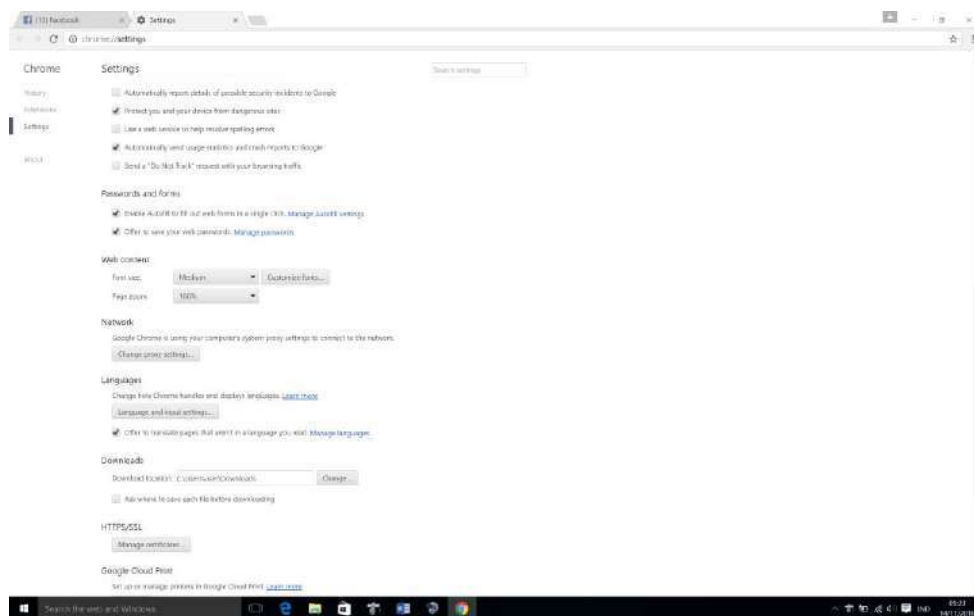 (10) Facebook
Settings
chrome://settings
Chrome
Settings
Search settings
History
Extensions
Settings
About
Automatically report details of possible security incidents to Google
Protect you and your device from dangerous sites
Use a web service to help resolve spelling errors
Automatically send usage statistics and crash reports to Google
Send a "Do Not Track" request with your browsing traffic
Passwords and forms
Enable Autofill to fill out web forms in a single click. Manage Autofill settings
Offer to save your web passwords. Manage passwords
Web content
Font size: Medium Customize fonts...
Page zoom: 100%
Network
Google Chrome is using your computer's system proxy settings to connect to the network.
Change proxy settings...
Languages
Change how Chrome handles and displays languages. Learn more
Language and input settings...
Offer to translate pages that aren't in a language you read. Manage languages
Downloads
Download location: Change...
Ask where to save each file before downloading
HTTPS/SSL
Manage certificates...
Google Cloud Print
Set up or manage printers in Google Cloud Print. Learn more
Search the web and Windows
IND